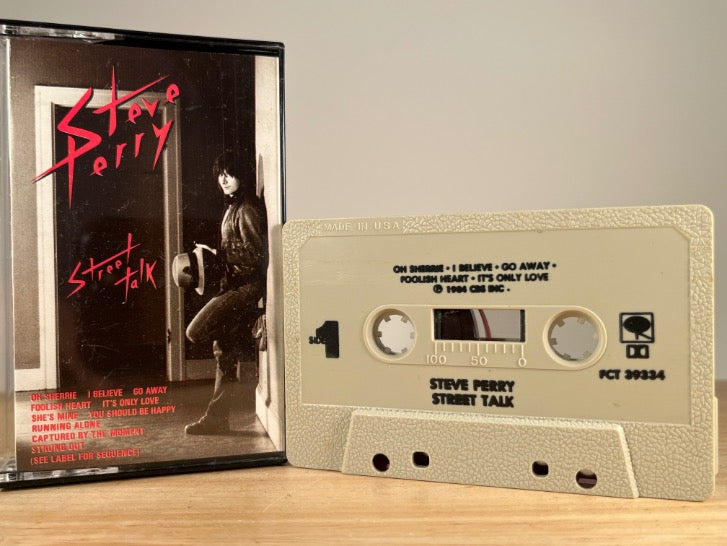 Steve
Perry
Street
Talk
OH SHERRIE I BELIEVE GO AWAY
FOOLISH HEART IT'S ONLY LOVE
SHE'S MINE YOU SHOULD BE HAPPY
RUNNING ALONE
CAPTURED BY THE MOMENT
STRUNG OUT
(SEE LABEL FOR SEQUENCE)
MADE IN USA
OH SHERRIE • I BELIEVE • GO AWAY •
FOOLISH HEART • IT'S ONLY LOVE
℗ 1984 CBS INC •
SIDE 1
100 50 0
FCT 39334
STEVE PERRY
STREET TALK